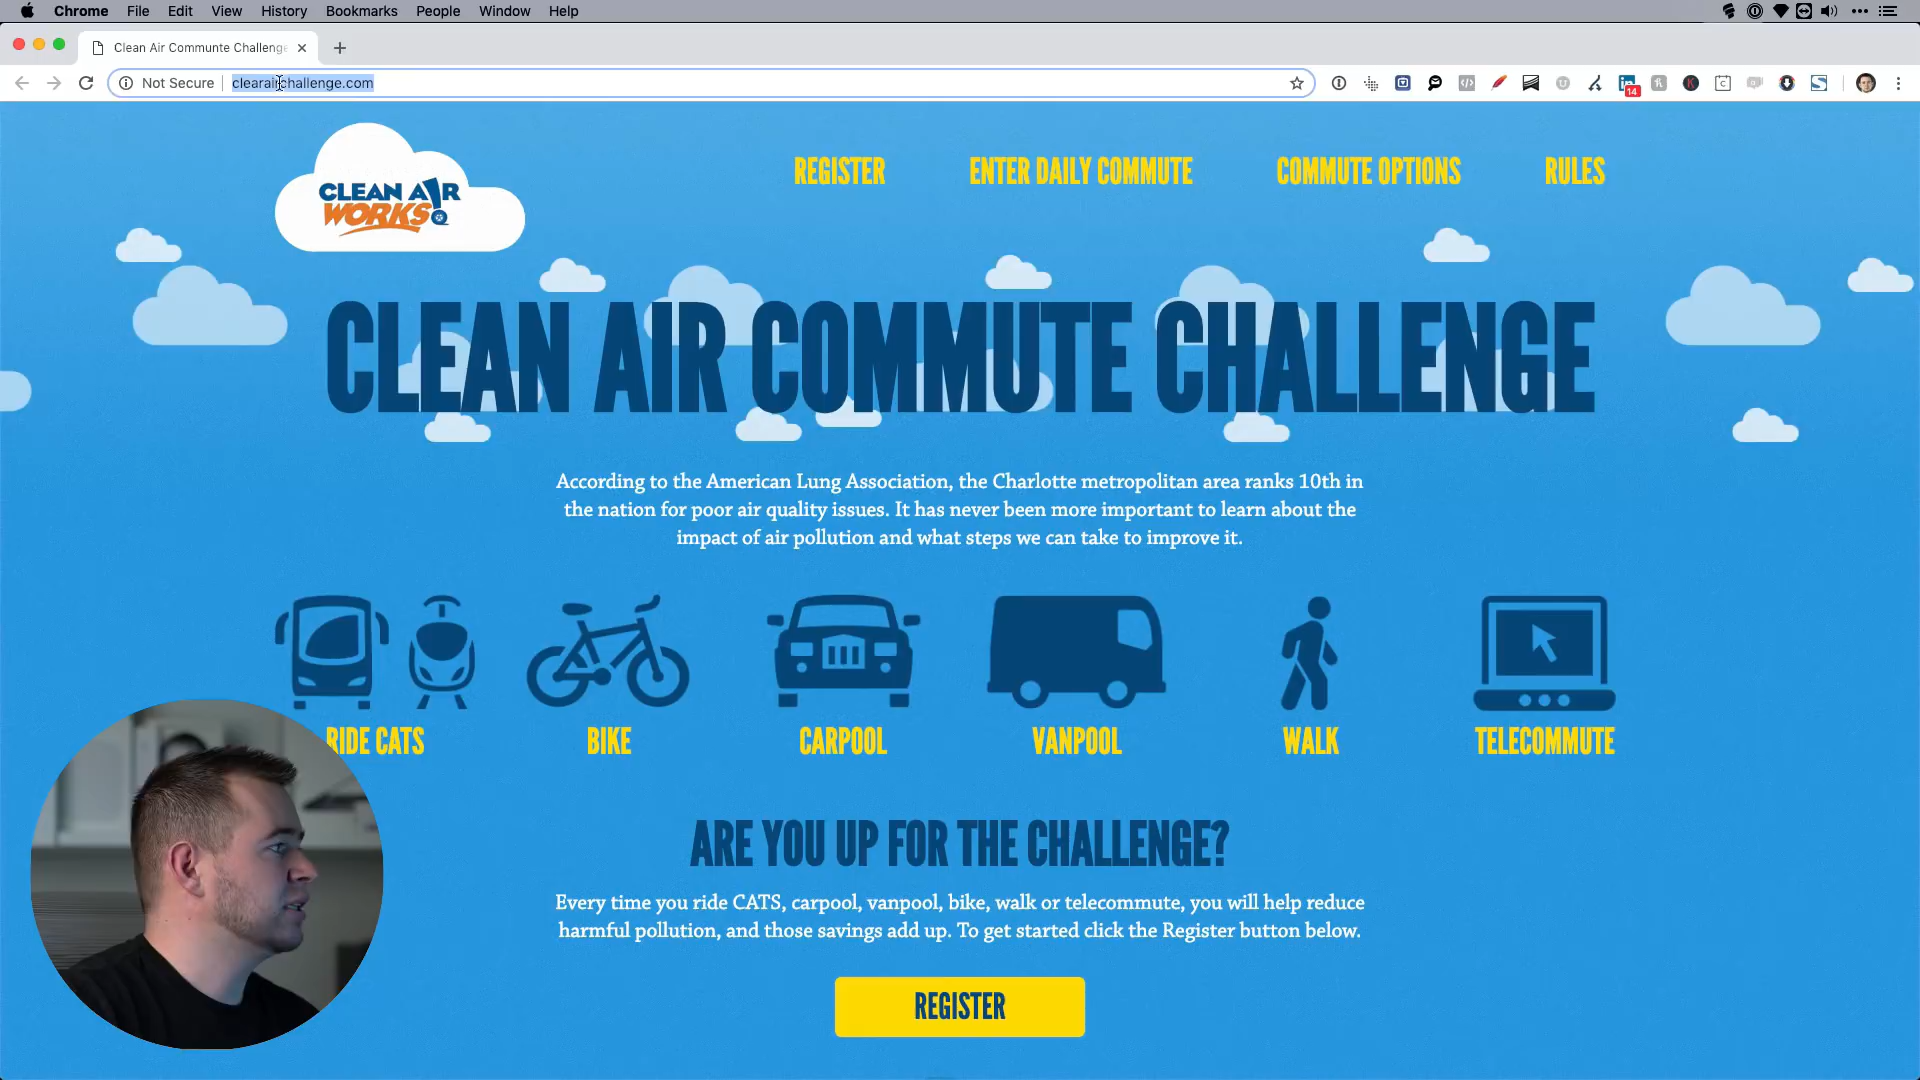 Chrome File Edit View History Bookmarks People Window Help
Clean Air Communte Challenge
Not Secure clearairchallenge.com
14
CLEAN AIR
WORKS
REGISTER ENTER DAILY COMMUTE COMMUTE OPTIONS RULES
CLEAN AIR COMMUTE CHALLENGE
According to the American Lung Association, the Charlotte metropolitan area ranks 10th in
the nation for poor air quality issues. It has never been more important to learn about the
impact of air pollution and what steps we can take to improve it.
RIDE CATS BIKE CARPOOL VANPOOL WALK TELECOMMUTE
ARE YOU UP FOR THE CHALLENGE?
Every time you ride CATS, carpool, vanpool, bike, walk or telecommute, you will help reduce
harmful pollution, and those savings add up. To get started click the Register button below.
REGISTER